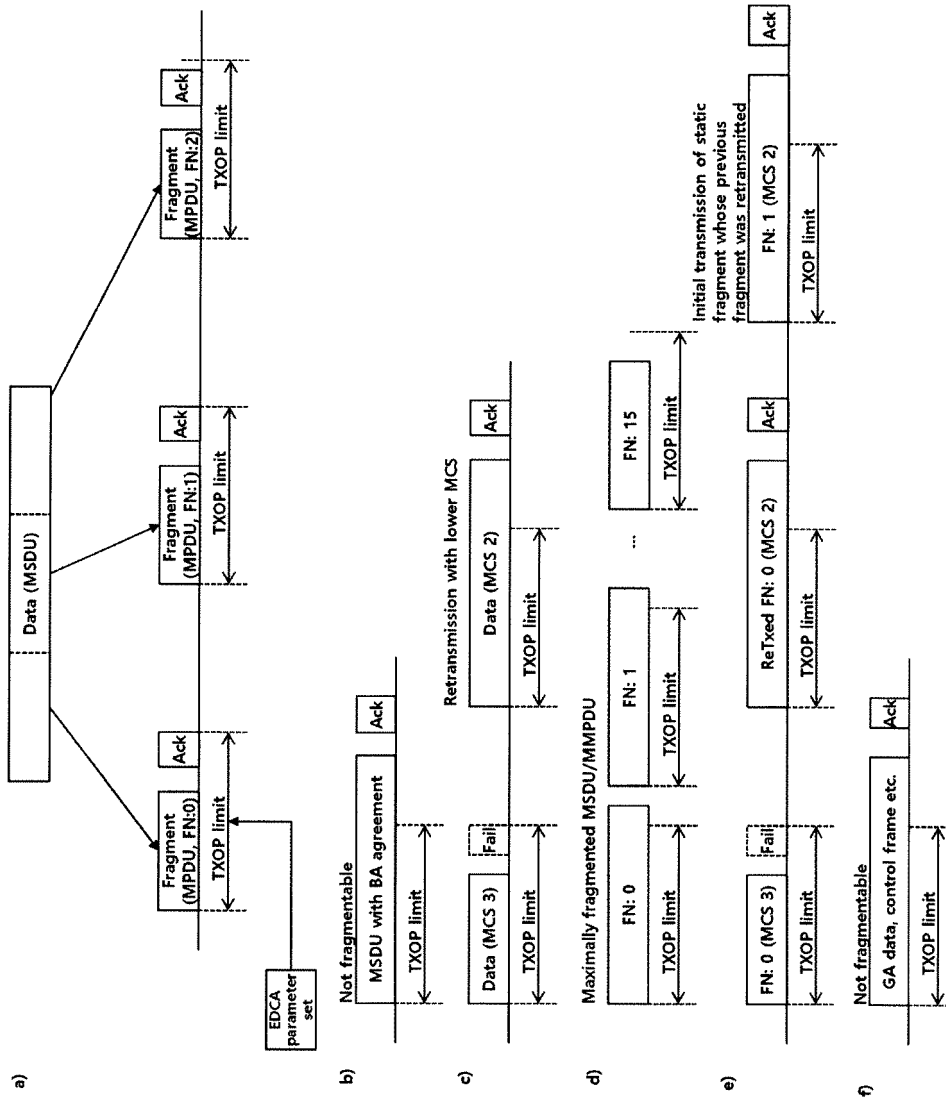 a)
Data (MSDU)
Fragment
(MPDU, FN:0)
Ack
Fragment
(MPDU, FN:1)
Ack
Fragment
(MPDU, FN:2)
Ack
TXOP limit
TXOP limit
TXOP limit
EDCA
parameter
set
b)
Not fragmentable
MSDU with BA agreement
Ack
TXOP limit
c)
Retransmission with lower MCS
Data (MCS 3)
Fail
Data (MCS 2)
Ack
TXOP limit
TXOP limit
d)
Maximally fragmented MSDU/MMPDU
FN: 0
FN: 1
...
FN: 15
TXOP limit
TXOP limit
TXOP limit
e)
Initial transmission of static
fragment whose previous
fragment was retransmitted
FN: 0 (MCS 3)
Fail
ReTxed FN: 0 (MCS 2)
Ack
FN: 1 (MCS 2)
Ack
TXOP limit
TXOP limit
TXOP limit
f)
Not fragmentable
GA data, control frame etc.
Ack
TXOP limit